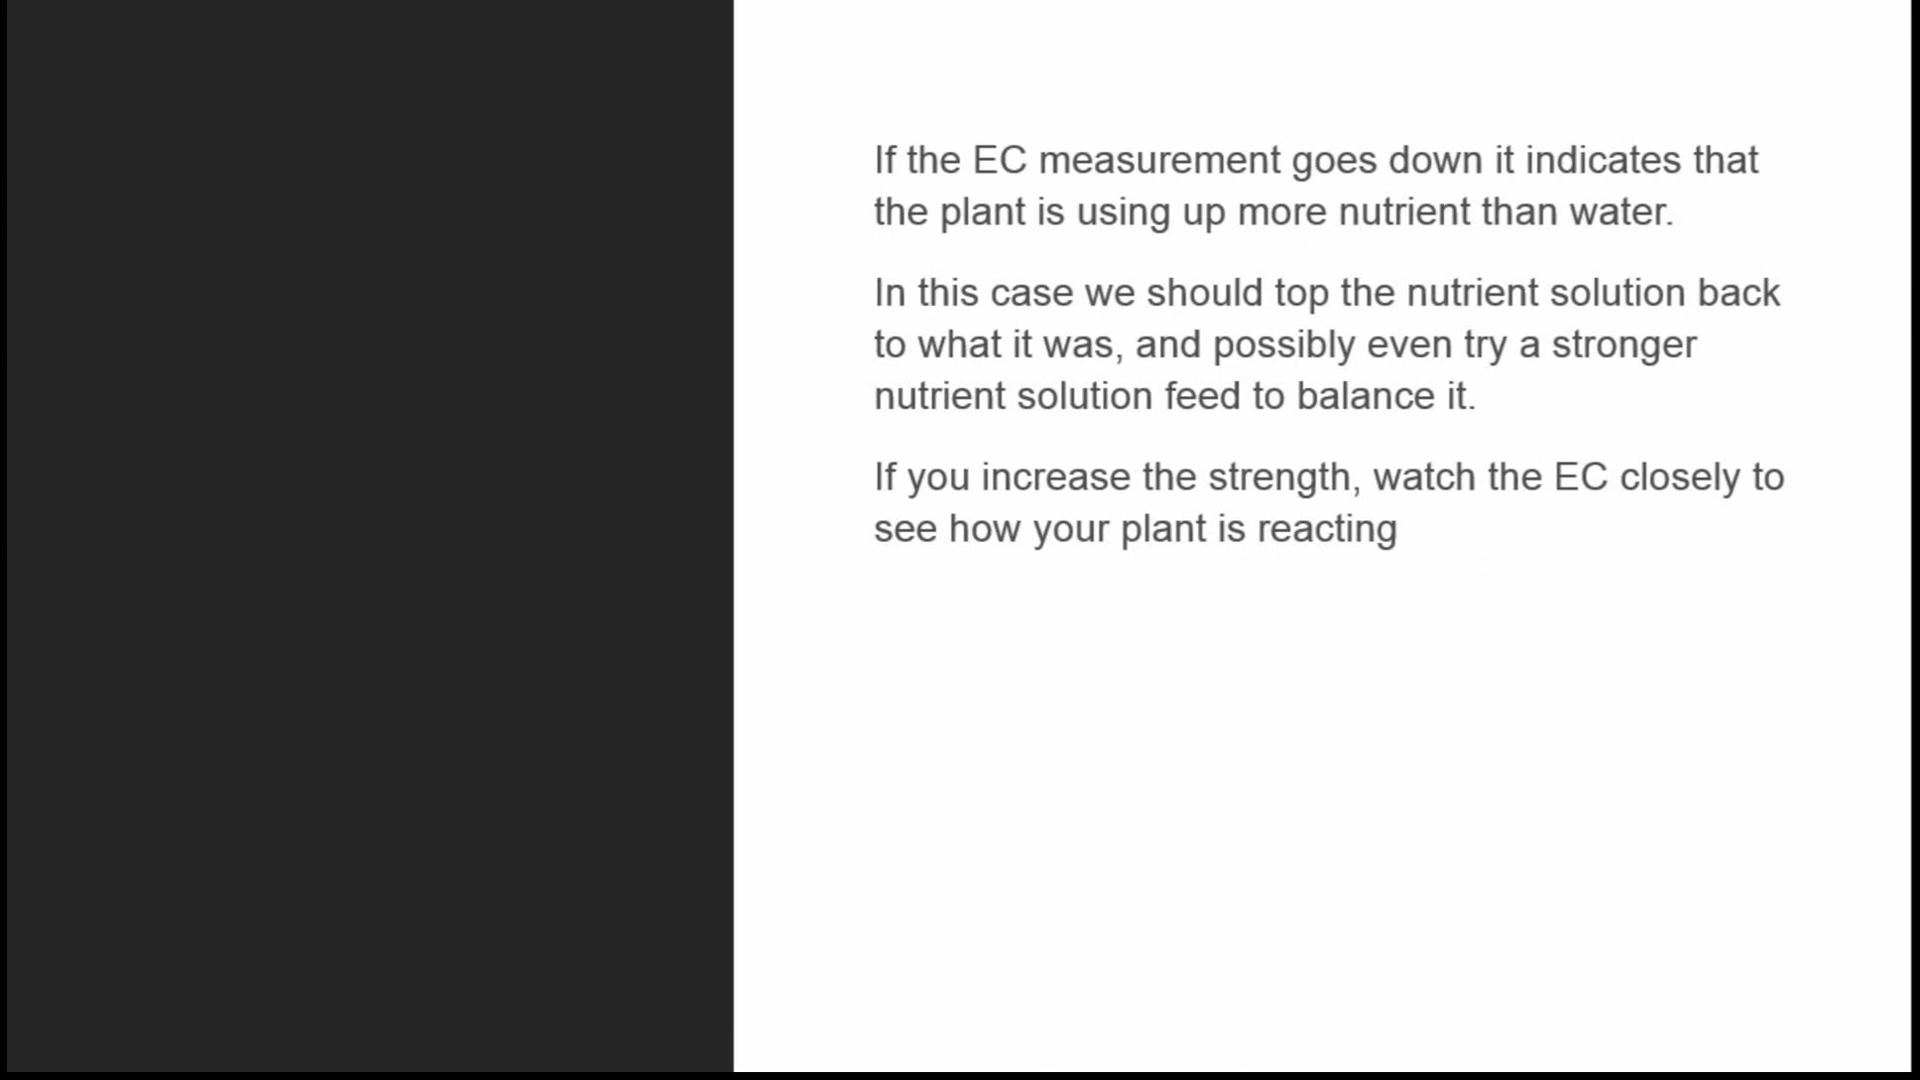 If the EC measurement goes down it indicates that
the plant is using up more nutrient than water.
In this case we should top the nutrient solution back
to what it was, and possibly even try a stronger
nutrient solution feed to balance it.
If you increase the strength, watch the EC closely to
see how your plant is reacting